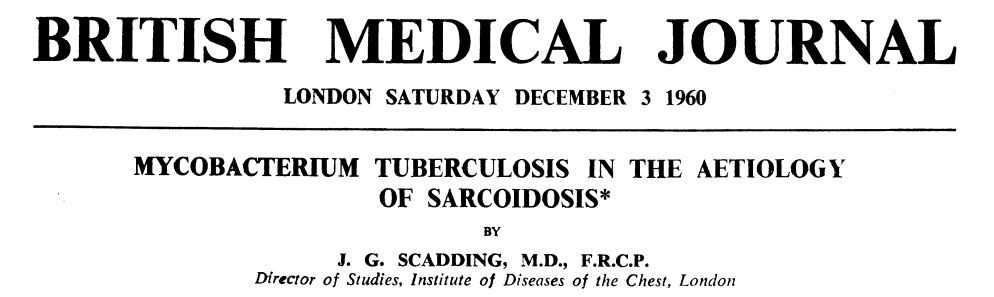 BRITISH MEDICAL JOURNAL
LONDON SATURDAY DECEMBER 3 1960
MYCOBACTERIUM TUBERCULOSIS IN THE AETIOLOGY
OF SARCOIDOSIS*
BY
J. G. SCADDING, M.D., F.R.C.P.
Director of Studies, Institute of Diseases of the Chest, London